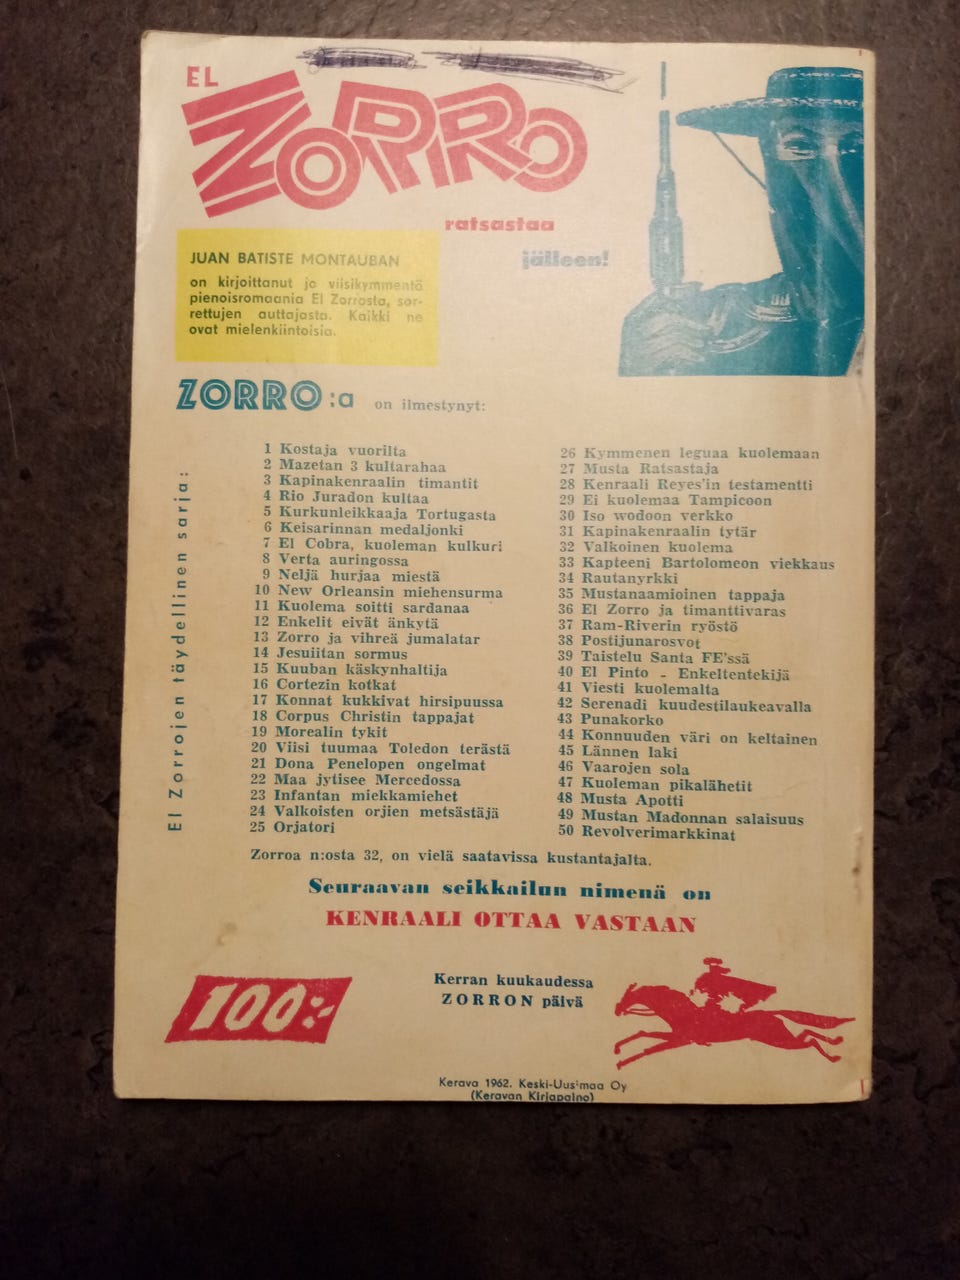 EL
ZORRO
ratsastaa
jälleen!
JUAN BATISTE MONTAUBAN
on kirjoittanut jo viisikymmentä
pienoisromaania El Zorrosta, sor-
rettujen auttajasta. Kaikki ne
ovat mielenkiintoisia.
ZORRO:a on ilmestynyt:
El Zorrojen täydellinen sarja:
1 Kostaja vuorilta
2 Mazetan 3 kultarahaa
3 Kapinakenraalin timantit
4 Rio Juradon kultaa
5 Kurkunleikkaaja Tortugasta
6 Keisarinnan medaljonki
7 El Cobra, kuoleman kulkuri
8 Verta auringossa
9 Neljä hurjaa miestä
10 New Orleansin miehensurma
11 Kuolema soitti sardanaa
12 Enkelit eivät änkytä
13 Zorro ja vihreä jumalatar
14 Jesuiitan sormus
15 Kuuban käskynhaltija
16 Cortezin kotkat
17 Konnat kukkivat hirsipuussa
18 Corpus Christin tappajat
19 Morealin tykit
20 Viisi tuumaa Toledon terästä
21 Dona Penelopen ongelmat
22 Maa jytisee Mercedossa
23 Infantan miekkamiehet
24 Valkoisten orjien metsästäjä
25 Orjatori
26 Kymmenen leguaa kuolemaan
27 Musta Ratsastaja
28 Kenraali Reyes'in testamentti
29 Ei kuolemaa Tampicoon
30 Iso wodoon verkko
31 Kapinakenraalin tytär
32 Valkoinen kuolema
33 Kapteeni Bartolomeon viekkaus
34 Rautanyrkki
35 Mustanaamioinen tappaja
36 El Zorro ja timanttivaras
37 Ram-Riverin ryöstö
38 Postijunarosvot
39 Taistelu Santa FE'ssä
40 El Pinto - Enkeltentekijä
41 Viesti kuolemalta
42 Serenadi kuudestilaukeavalla
43 Punakorko
44 Konnuuden väri on keltainen
45 Lännen laki
46 Vaarojen sola
47 Kuoleman pikalähetit
48 Musta Apotti
49 Mustan Madonnan salaisuus
50 Revolverimarkkinat
Zorroa n:osta 32, on vielä saatavissa kustantajalta.
Seuraavan seikkailun nimenä on
KENRAALI OTTAA VASTAAN
100:-
Kerran kuukaudessa
ZORRON päivä
Kerava 1962. Keski-Uusimaa Oy
(Keravan Kirjapaino)